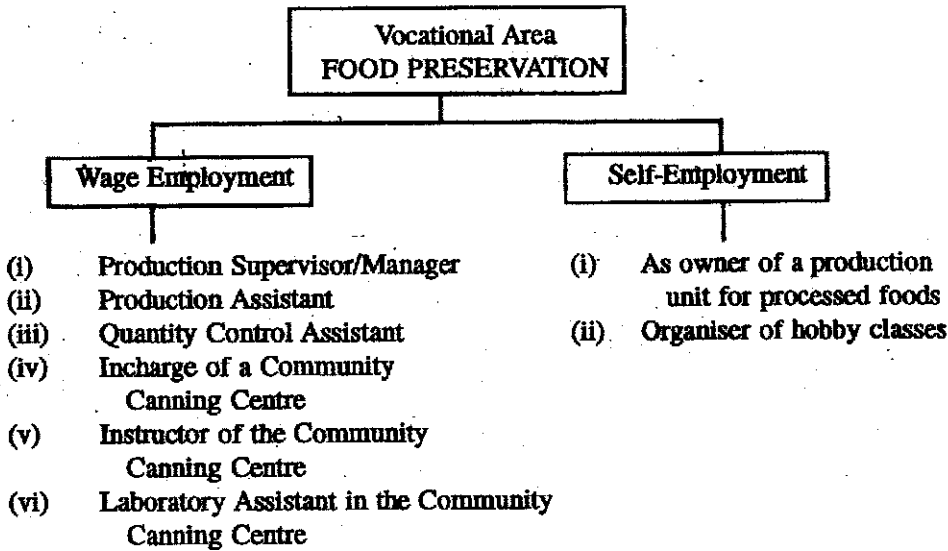 Vocational Area
FOOD PRESERVATION
Wage Employment
(i) Production Supervisor/Manager
(ii) Production Assistant
(iii) Quantity Control Assistant
(iv) Incharge of a Community
Canning Centre
(v) Instructor of the Community
Canning Centre
(vi) Laboratory Assistant in the Community
Canning Centre
Self-Employment
(i) As owner of a production
unit for processed foods
(ii) Organiser of hobby classes